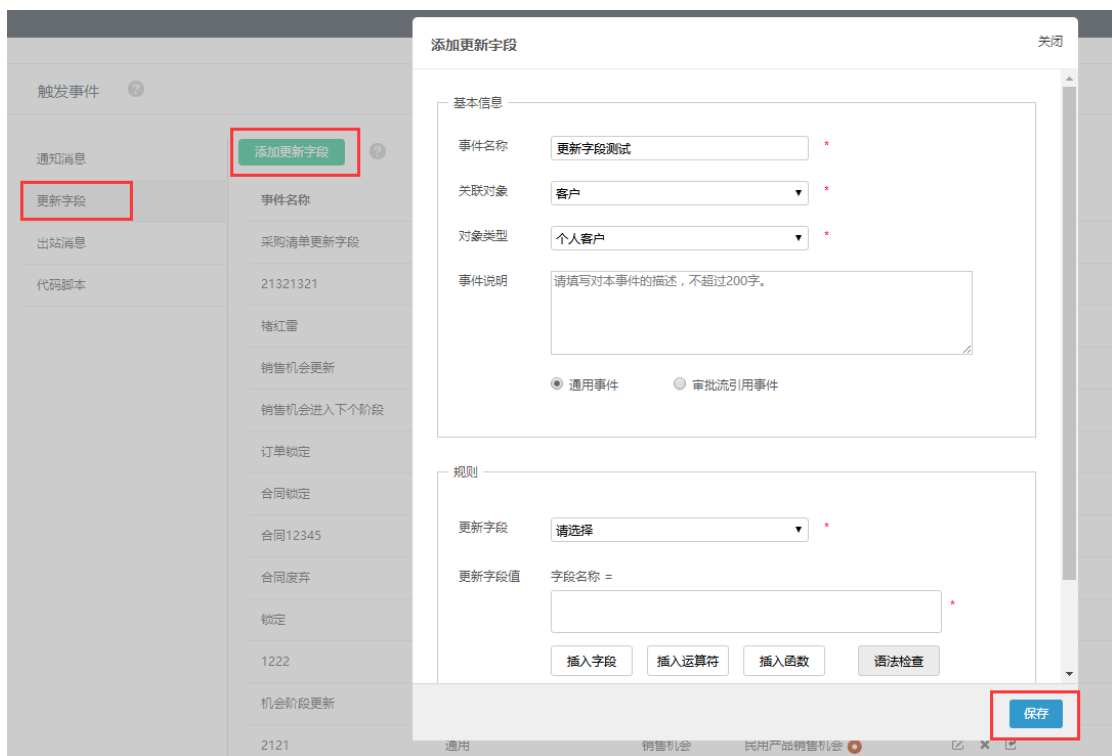 添加更新字段 关闭
触发事件 ?
基本信息
事件名称 更新字段测试 *
通知消息 添加更新字段 ?
关联对象 客户 *
更新字段 事件名称
对象类型 个人客户 *
出站消息 采购清单更新字段
事件说明 请填写对本事件的描述，不超过200字。
代码脚本 21321321
褚红雷
销售机会更新
通用事件 审批流引用事件
销售机会进入下个阶段
订单锁定
规则
合同锁定
更新字段 请选择 *
合同12345
更新字段值 字段名称 =
合同废弃
*
锁定
1222 插入字段 插入运算符 插入函数 语法检查
机会阶段更新
保存
2121 通用 销售机会 民用产品销售机会